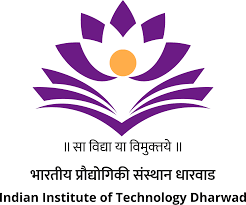 ॥ सा विद्या या विमुक्तये ॥
भारतीय प्रौद्योगिकी संस्थान धारवाड
Indian Institute of Technology Dharwad